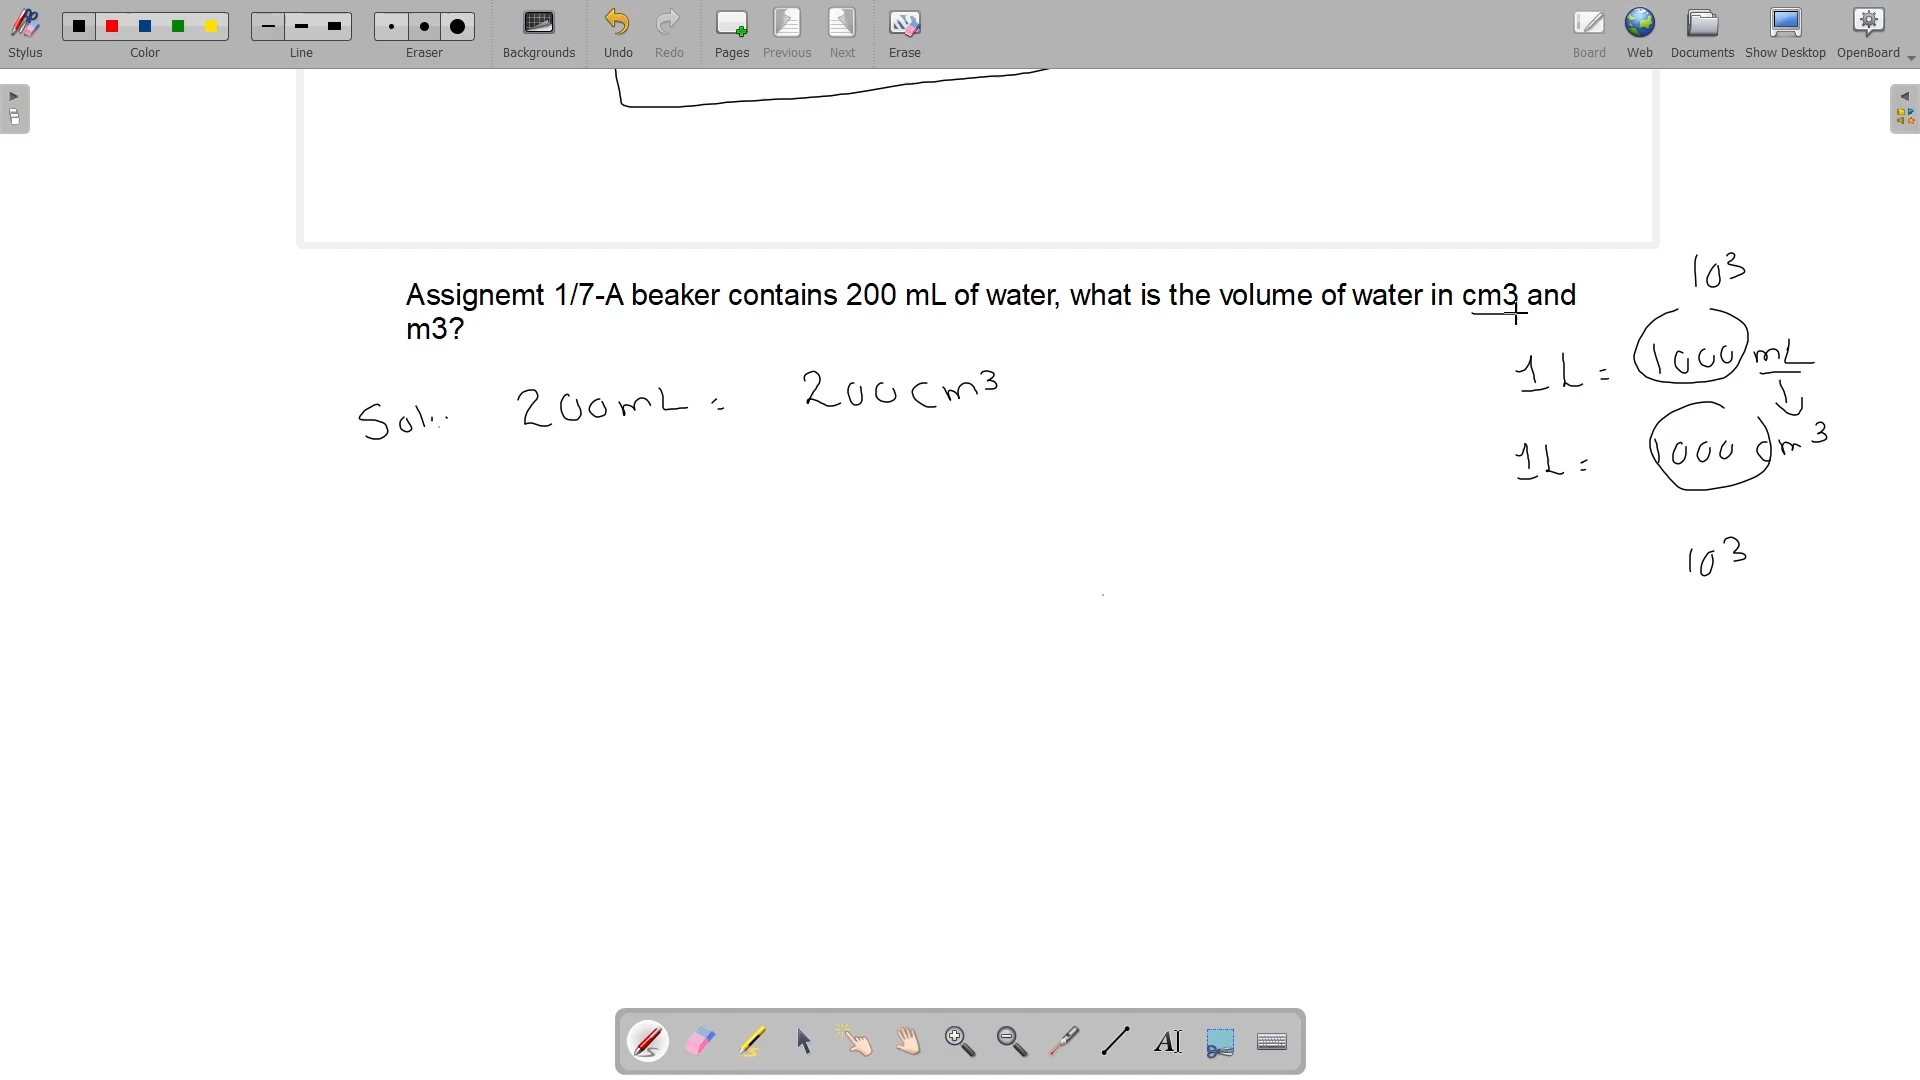 Stylus Color Line Eraser Backgrounds Undo Redo Pages Previous Next Erase Board Web Documents Show Desktop OpenBoard
Assignemt 1/7-A beaker contains 200 mL of water, what is the volume of water in cm3 and
m3?
10³
1 L = 1000 mL
Sol:. 200mL = 200cm³
1L = 1000 cm³
10³
AI